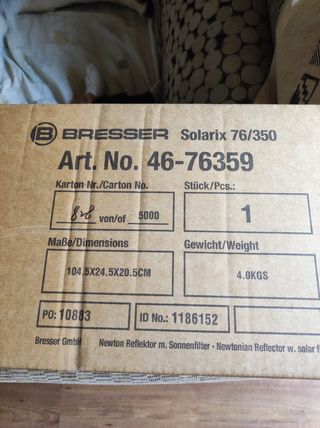 B BRESSER Solarix 76/350
Art. No. 46-76359
Karton Nr./Carton No. Stück/Pcs.:
828 von/of 5000 1
Maße/Dimensions Gewicht/Weight
104.5X24.5X20.5CM 4.0KGS
PO: 10883 ID No.: 1186152
Bresser GmbH Newton Reflektor m. Sonnenfilter • Newtonian Reflector w. solar